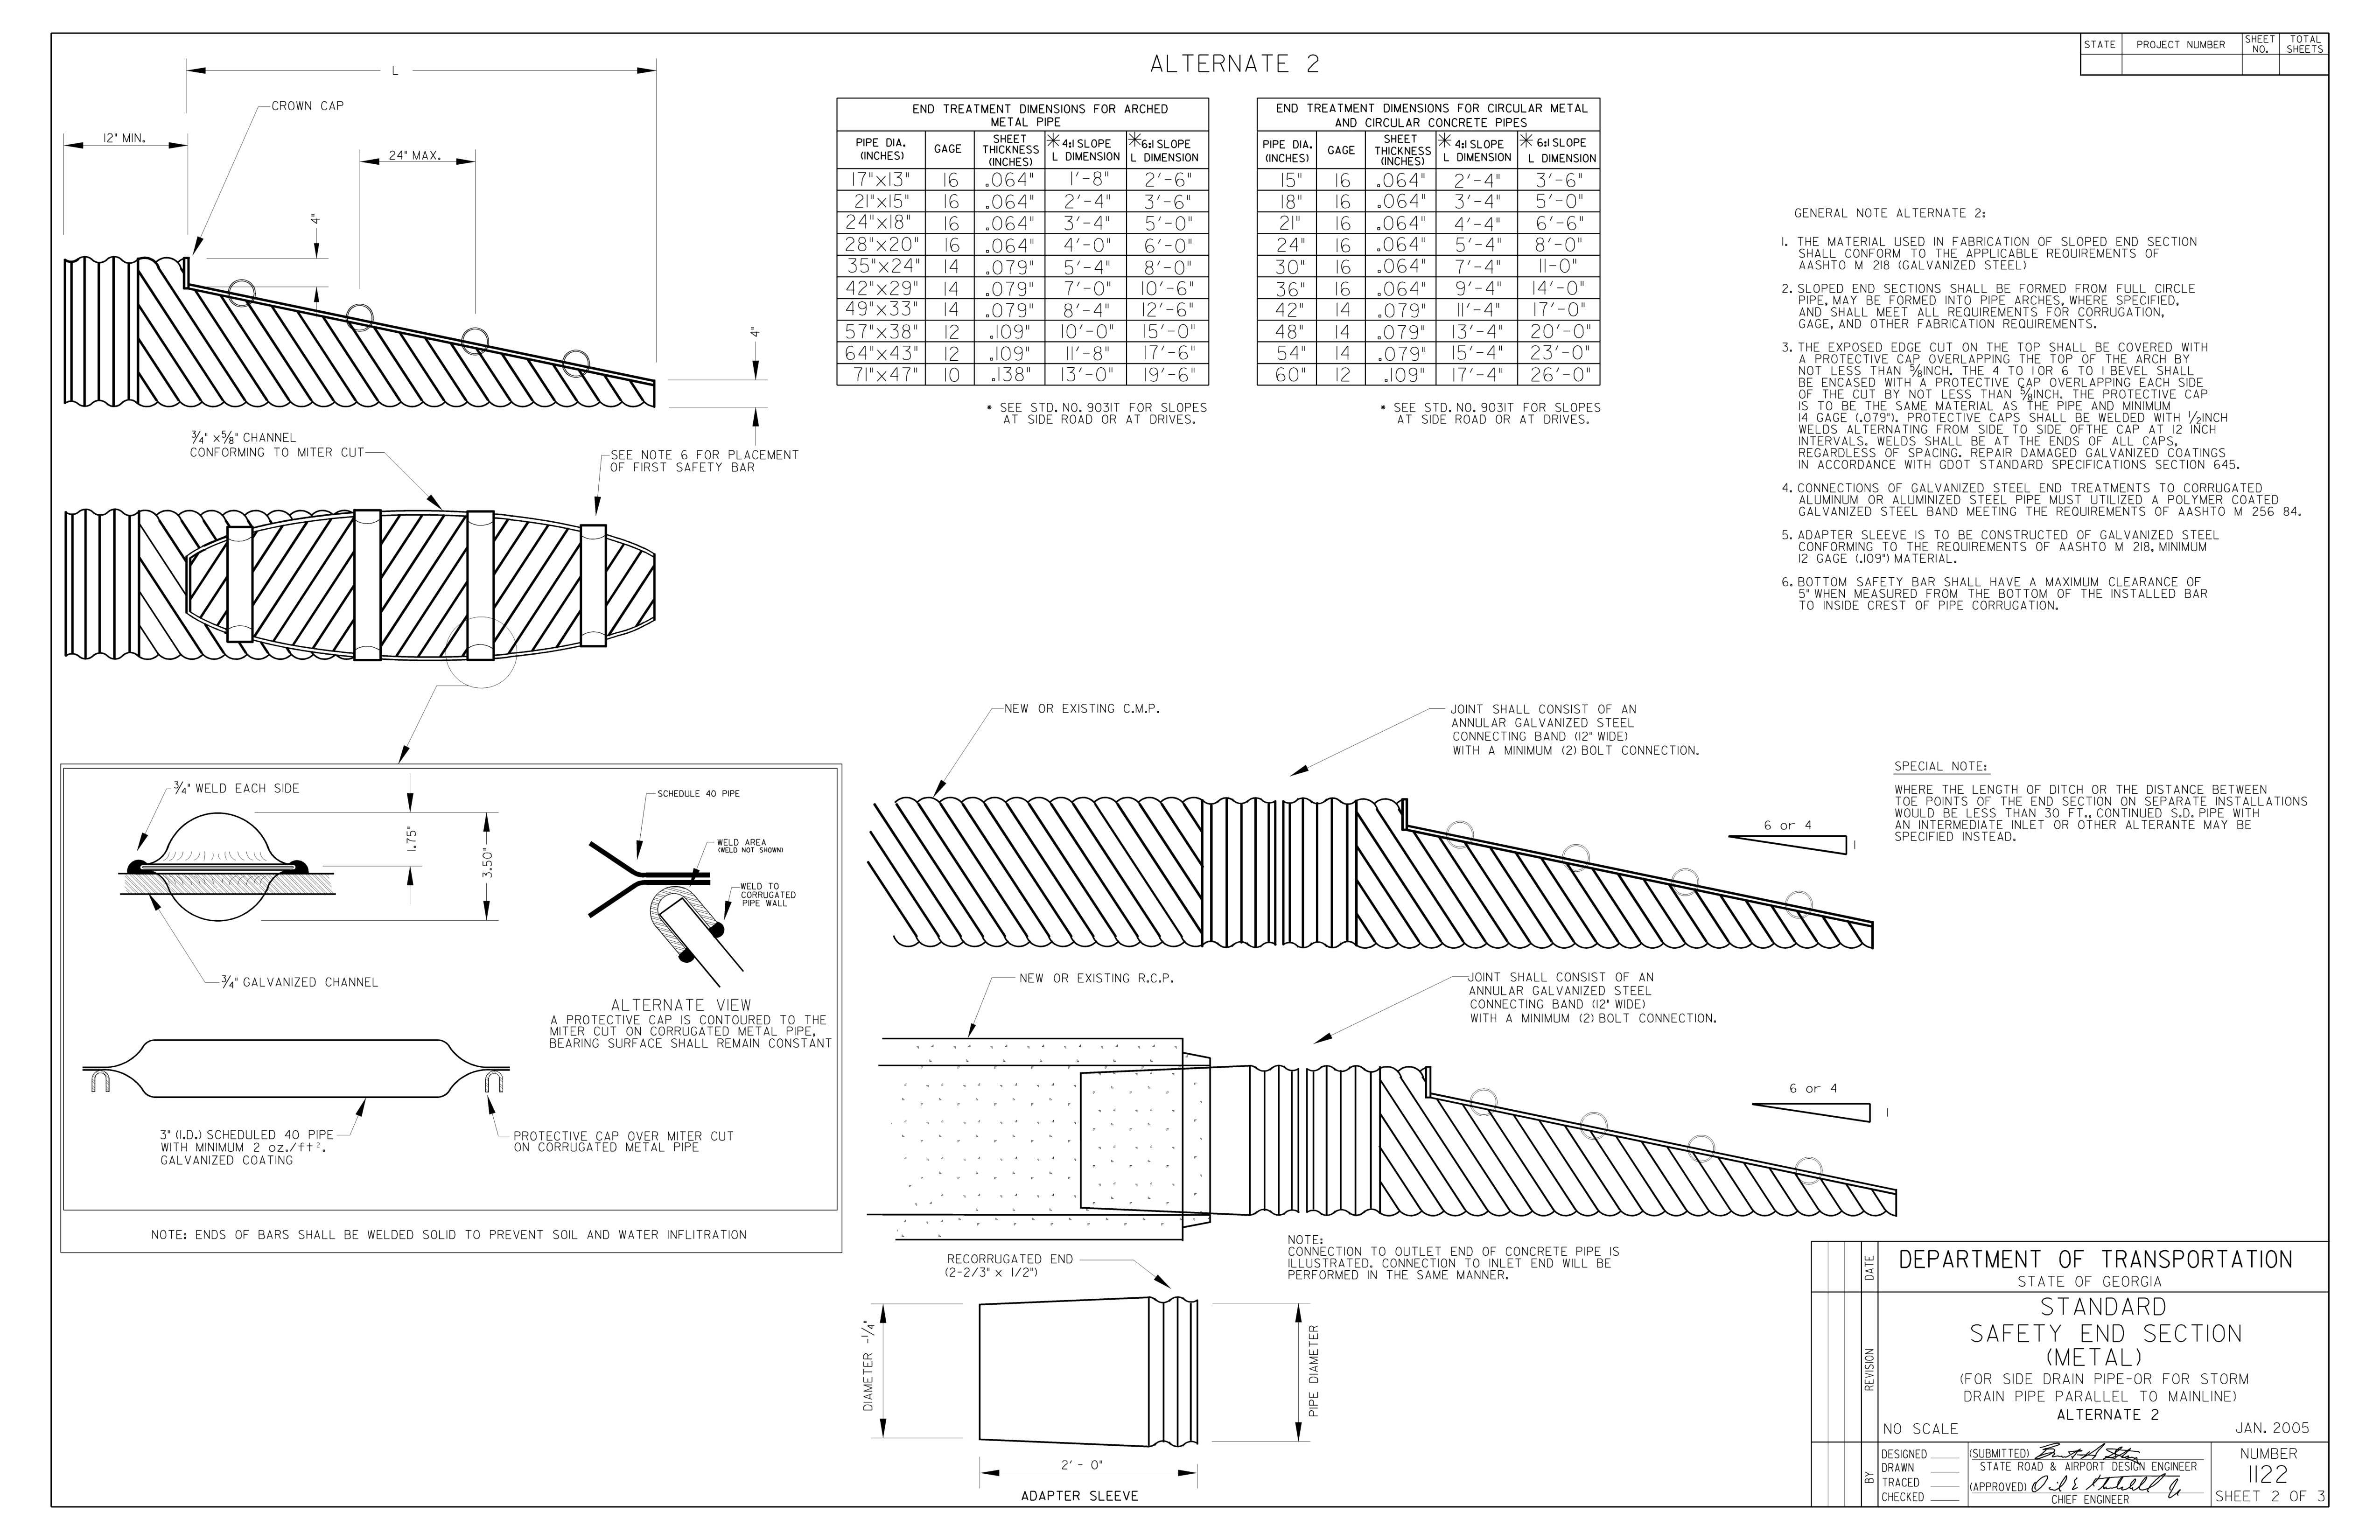 STATE
PROJECT NUMBER
SHEET NO.
TOTAL SHEETS
ALTERNATE 2
L
CROWN CAP
12" MIN.
24" MAX.
4"
4"
3/4" x 5/8" CHANNEL
CONFORMING TO MITER CUT
SEE NOTE 6 FOR PLACEMENT
OF FIRST SAFETY BAR
END TREATMENT DIMENSIONS FOR ARCHED
METAL PIPE
PIPE DIA. (INCHES) GAGE SHEET THICKNESS (INCHES) * 4:1 SLOPE L DIMENSION * 6:1 SLOPE L DIMENSION
17"x13" 16 .064" 1'-8" 2'-6"
21"x15" 16 .064" 2'-4" 3'-6"
24"x18" 16 .064" 3'-4" 5'-0"
28"x20" 16 .064" 4'-0" 6'-0"
35"x24" 14 .079" 5'-4" 8'-0"
42"x29" 14 .079" 7'-0" 10'-6"
49"x33" 14 .079" 8'-4" 12'-6"
57"x38" 12 .109" 10'-0" 15'-0"
64"x43" 12 .109" 11'-8" 17'-6"
71"x47" 10 .138" 13'-0" 19'-6"
* SEE STD. NO. 9031T FOR SLOPES
AT SIDE ROAD OR AT DRIVES.
END TREATMENT DIMENSIONS FOR CIRCULAR METAL
AND CIRCULAR CONCRETE PIPES
PIPE DIA. (INCHES) GAGE SHEET THICKNESS (INCHES) * 4:1 SLOPE L DIMENSION * 6:1 SLOPE L DIMENSION
15" 16 .064" 2'-4" 3'-6"
18" 16 .064" 3'-4" 5'-0"
21" 16 .064" 4'-4" 6'-6"
24" 16 .064" 5'-4" 8'-0"
30" 16 .064" 7'-4" 11-0"
36" 16 .064" 9'-4" 14'-0"
42" 14 .079" 11'-4" 17'-0"
48" 14 .079" 13'-4" 20'-0"
54" 14 .079" 15'-4" 23'-0"
60" 12 .109" 17'-4" 26'-0"
* SEE STD. NO. 9031T FOR SLOPES
AT SIDE ROAD OR AT DRIVES.
GENERAL NOTE ALTERNATE 2:
1. THE MATERIAL USED IN FABRICATION OF SLOPED END SECTION
SHALL CONFORM TO THE APPLICABLE REQUIREMENTS OF
AASHTO M 218 (GALVANIZED STEEL)
2. SLOPED END SECTIONS SHALL BE FORMED FROM FULL CIRCLE
PIPE, MAY BE FORMED INTO PIPE ARCHES, WHERE SPECIFIED,
AND SHALL MEET ALL REQUIREMENTS FOR CORRUGATION,
GAGE, AND OTHER FABRICATION REQUIREMENTS.
3. THE EXPOSED EDGE CUT ON THE TOP SHALL BE COVERED WITH
A PROTECTIVE CAP OVERLAPPING THE TOP OF THE ARCH BY
NOT LESS THAN 5/8INCH. THE 4 TO 1 OR 6 TO 1 BEVEL SHALL
BE ENCASED WITH A PROTECTIVE CAP OVERLAPPING EACH SIDE
OF THE CUT BY NOT LESS THAN 5/8INCH. THE PROTECTIVE CAP
IS TO BE THE SAME MATERIAL AS THE PIPE AND MINIMUM
14 GAGE (.079"). PROTECTIVE CAPS SHALL BE WELDED WITH 1/2INCH
WELDS ALTERNATING FROM SIDE TO SIDE OFTHE CAP AT 12 INCH
INTERVALS. WELDS SHALL BE AT THE ENDS OF ALL CAPS,
REGARDLESS OF SPACING. REPAIR DAMAGED GALVANIZED COATINGS
IN ACCORDANCE WITH GDOT STANDARD SPECIFICATIONS SECTION 645.
4. CONNECTIONS OF GALVANIZED STEEL END TREATMENTS TO CORRUGATED
ALUMINUM OR ALUMINIZED STEEL PIPE MUST UTILIZED A POLYMER COATED
GALVANIZED STEEL BAND MEETING THE REQUIREMENTS OF AASHTO M 256 84.
5. ADAPTER SLEEVE IS TO BE CONSTRUCTED OF GALVANIZED STEEL
CONFORMING TO THE REQUIREMENTS OF AASHTO M 218, MINIMUM
12 GAGE (.109") MATERIAL.
6. BOTTOM SAFETY BAR SHALL HAVE A MAXIMUM CLEARANCE OF
5" WHEN MEASURED FROM THE BOTTOM OF THE INSTALLED BAR
TO INSIDE CREST OF PIPE CORRUGATION.
SPECIAL NOTE:
WHERE THE LENGTH OF DITCH OR THE DISTANCE BETWEEN
TOE POINTS OF THE END SECTION ON SEPARATE INSTALLATIONS
WOULD BE LESS THAN 30 FT., CONTINUED S.D. PIPE WITH
AN INTERMEDIATE INLET OR OTHER ALTERANTE MAY BE
SPECIFIED INSTEAD.
NEW OR EXISTING C.M.P.
JOINT SHALL CONSIST OF AN
ANNULAR GALVANIZED STEEL
CONNECTING BAND (12" WIDE)
WITH A MINIMUM (2) BOLT CONNECTION.
6 or 4
1
3/4" WELD EACH SIDE
1.75"
3.50"
3/4" GALVANIZED CHANNEL
SCHEDULE 40 PIPE
WELD AREA
(WELD NOT SHOWN)
WELD TO
CORRUGATED
PIPE WALL
ALTERNATE VIEW
A PROTECTIVE CAP IS CONTOURED TO THE
MITER CUT ON CORRUGATED METAL PIPE.
BEARING SURFACE SHALL REMAIN CONSTANT
3" (I.D.) SCHEDULED 40 PIPE
WITH MINIMUM 2 oz./ft².
GALVANIZED COATING
PROTECTIVE CAP OVER MITER CUT
ON CORRUGATED METAL PIPE
NOTE: ENDS OF BARS SHALL BE WELDED SOLID TO PREVENT SOIL AND WATER INFLITRATION
NEW OR EXISTING R.C.P.
JOINT SHALL CONSIST OF AN
ANNULAR GALVANIZED STEEL
CONNECTING BAND (12" WIDE)
WITH A MINIMUM (2) BOLT CONNECTION.
6 or 4
1
NOTE:
CONNECTION TO OUTLET END OF CONCRETE PIPE IS
ILLUSTRATED. CONNECTION TO INLET END WILL BE
PERFORMED IN THE SAME MANNER.
RECORRUGATED END
(2-2/3" x 1/2")
DIAMETER -1/4"
PIPE DIAMETER
2' - 0"
ADAPTER SLEEVE
DATE
REVISION
BY
DEPARTMENT OF TRANSPORTATION
STATE OF GEORGIA
STANDARD
SAFETY END SECTION
(METAL)
(FOR SIDE DRAIN PIPE-OR FOR STORM
DRAIN PIPE PARALLEL TO MAINLINE)
ALTERNATE 2
NO SCALE
JAN. 2005
DESIGNED
DRAWN
TRACED
CHECKED
(SUBMITTED)
STATE ROAD & AIRPORT DESIGN ENGINEER
(APPROVED)
CHIEF ENGINEER
NUMBER
1122
SHEET 2 OF 3